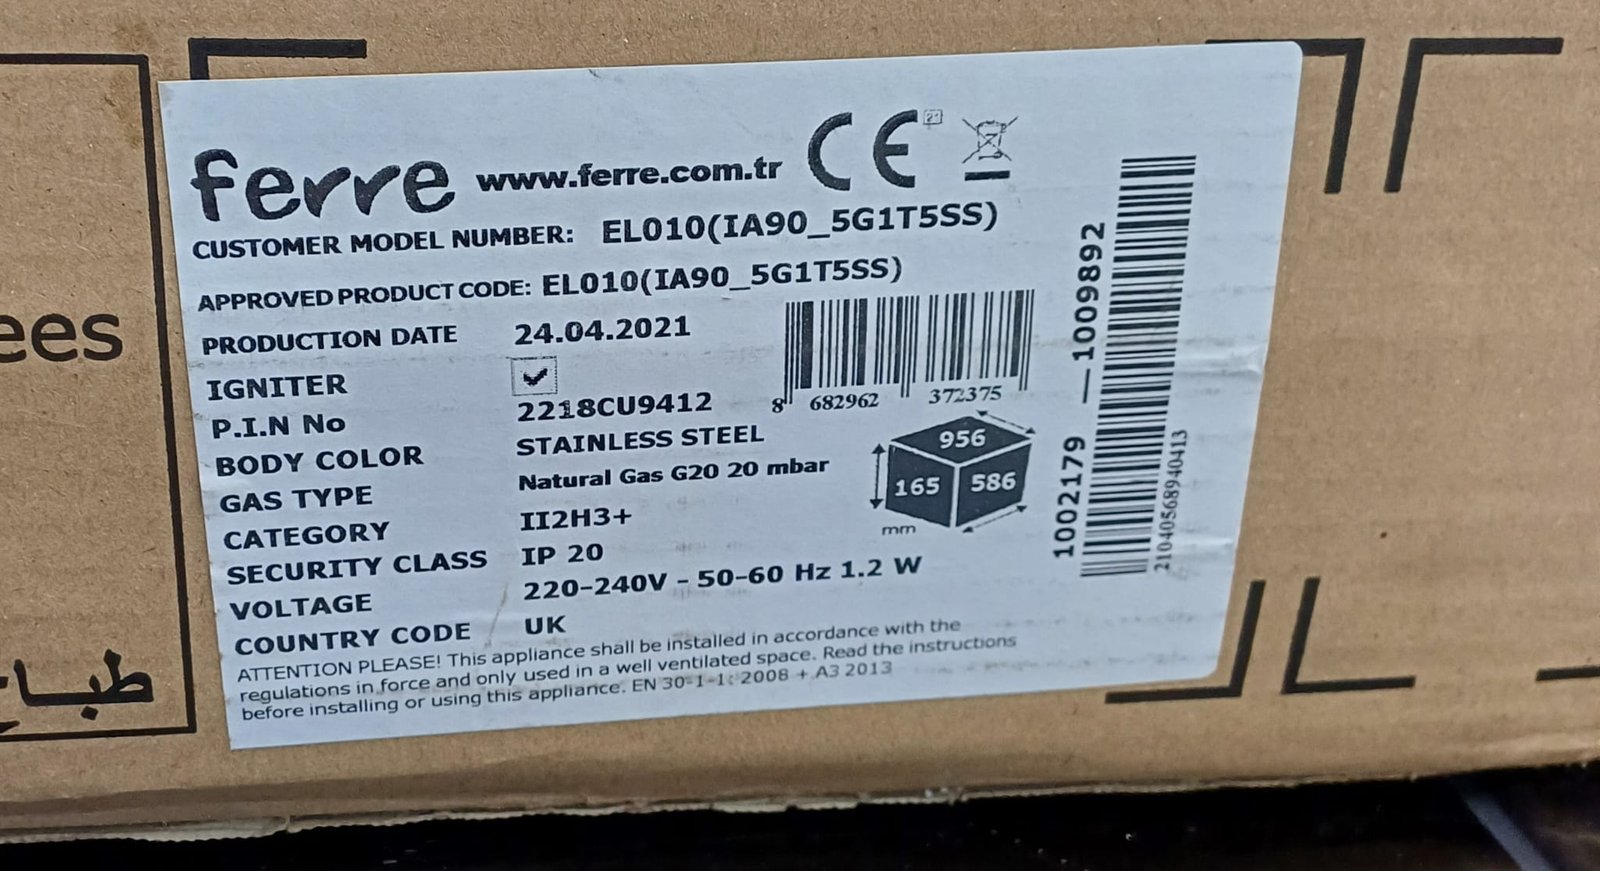 ferre www.ferre.com.tr CE 21
CUSTOMER MODEL NUMBER: EL010(IA90_5G1T5SS)
APPROVED PRODUCT CODE: EL010(IA90_5G1T5SS)
PRODUCTION DATE 24.04.2021
IGNITER
P.I.N No 2218CU9412
BODY COLOR STAINLESS STEEL
GAS TYPE Natural Gas G20 20 mbar
CATEGORY II2H3+
SECURITY CLASS IP 20
VOLTAGE 220-240V - 50-60 Hz 1.2 W
COUNTRY CODE UK
ATTENTION PLEASE! This appliance shall be installed in accordance with the
regulations in force and only used in a well ventilated space. Read the instructions
before installing or using this appliance. EN 30-1-1: 2008 + A3 2013
8 682962 372375
956
165 586
mm
1002179 — 1009892
21040568940413
ees